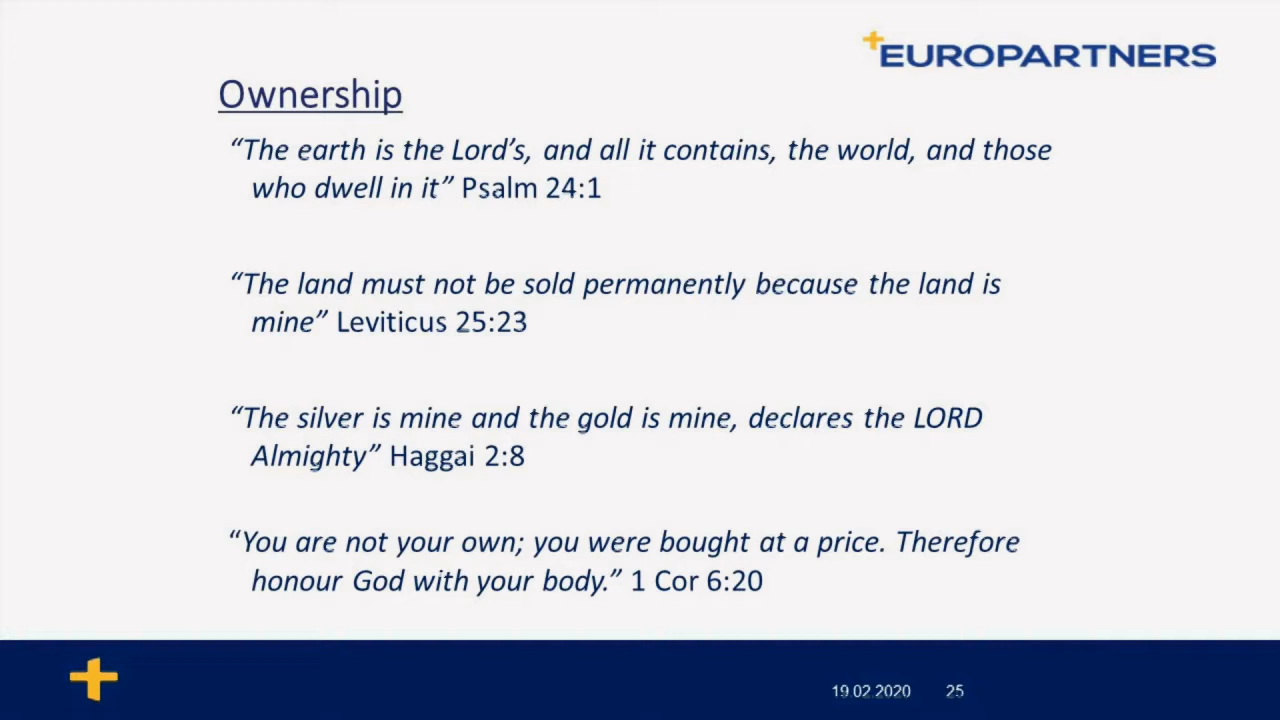 EUROPARTNERS
Ownership
“The earth is the Lord’s, and all it contains, the world, and those
who dwell in it” Psalm 24:1
“The land must not be sold permanently because the land is
mine” Leviticus 25:23
“The silver is mine and the gold is mine, declares the LORD
Almighty” Haggai 2:8
“You are not your own; you were bought at a price. Therefore
honour God with your body.” 1 Cor 6:20
19.02.2020 25